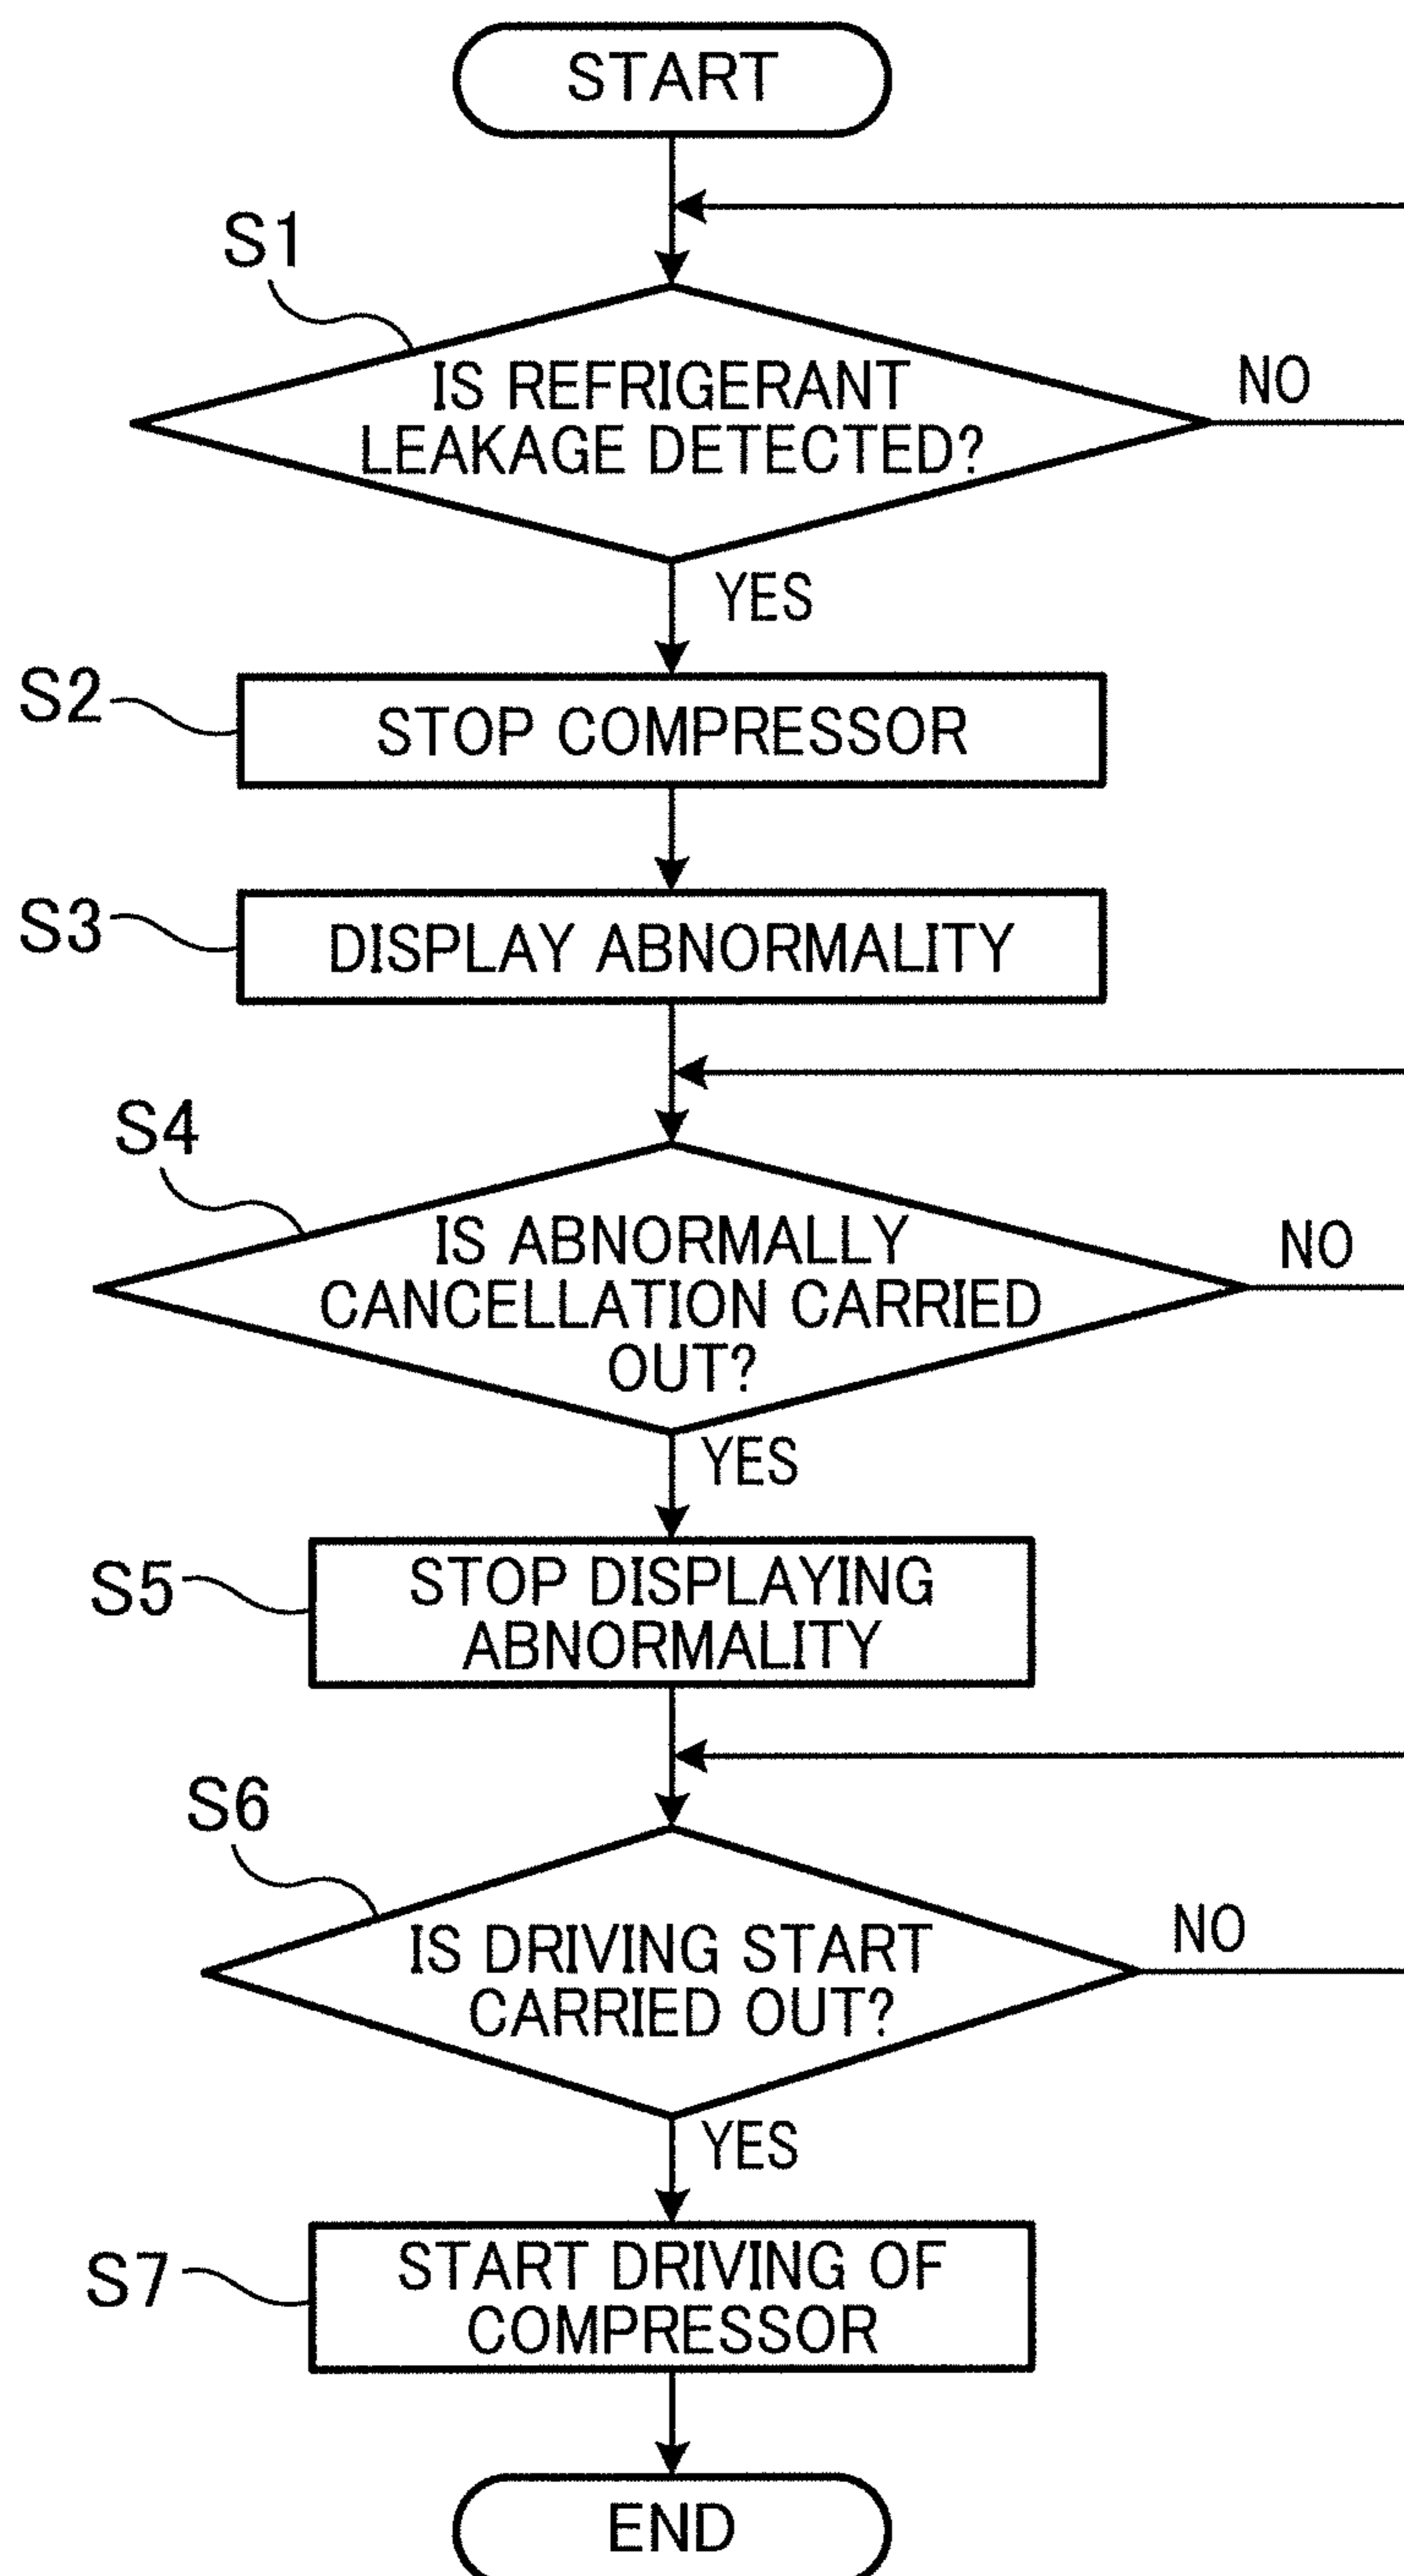 START
S1
IS REFRIGERANT
LEAKAGE DETECTED?
NO
YES
S2
STOP COMPRESSOR
S3
DISPLAY ABNORMALITY
S4
IS ABNORMALLY
CANCELLATION CARRIED
OUT?
NO
YES
S5
STOP DISPLAYING
ABNORMALITY
S6
IS DRIVING START
CARRIED OUT?
NO
YES
S7
START DRIVING OF
COMPRESSOR
END